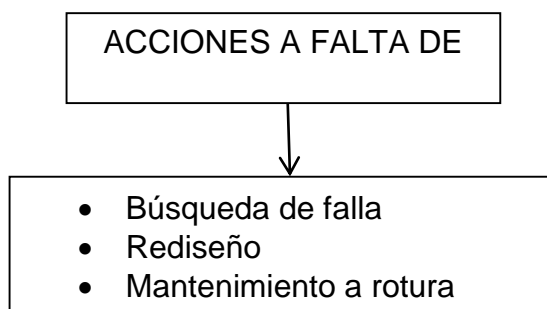 ACCIONES A FALTA DE
• Búsqueda de falla
• Rediseño
• Mantenimiento a rotura